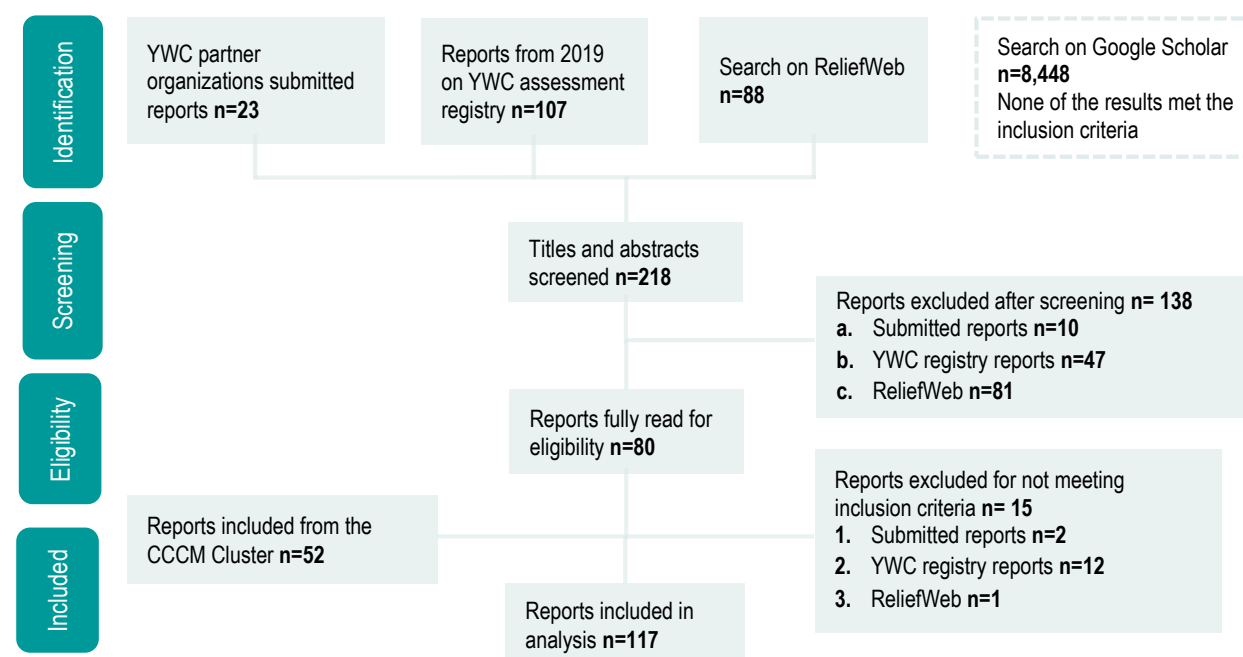 Identification
YWC partner
organizations submitted
reports n=23
Reports from 2019
on YWC assessment
registry n=107
Search on ReliefWeb
n=88
Search on Google Scholar
n=8,448
None of the results met the
inclusion criteria
Screening
Titles and abstracts
screened n=218
Reports excluded after screening n= 138
a. Submitted reports n=10
b. YWC registry reports n=47
c. ReliefWeb n=81
Eligibility
Reports fully read for
eligibility n=80
Reports excluded for not meeting
inclusion criteria n= 15
1. Submitted reports n=2
2. YWC registry reports n=12
3. ReliefWeb n=1
Included
Reports included from the
CCCM Cluster n=52
Reports included in
analysis n=117